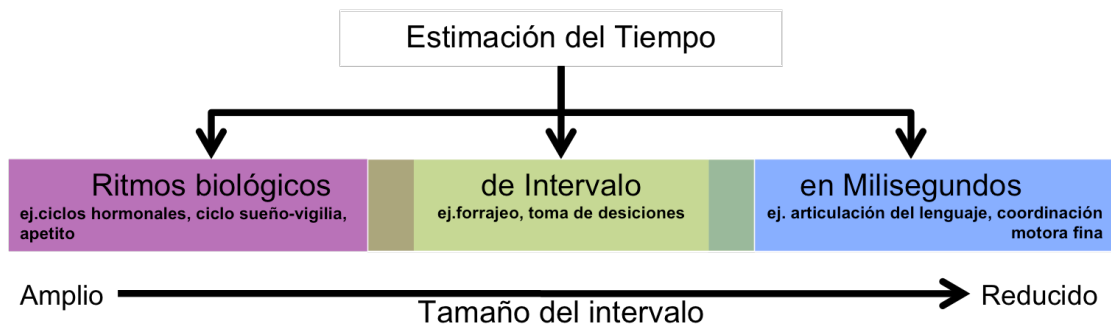 Estimación del Tiempo
Ritmos biológicos
ej.ciclos hormonales, ciclo sueño-vigilia,
apetito
de Intervalo
ej.forrajeo, toma de desiciones
en Milisegundos
ej. articulación del lenguaje, coordinación
motora fina
Amplio
Tamaño del intervalo
Reducido